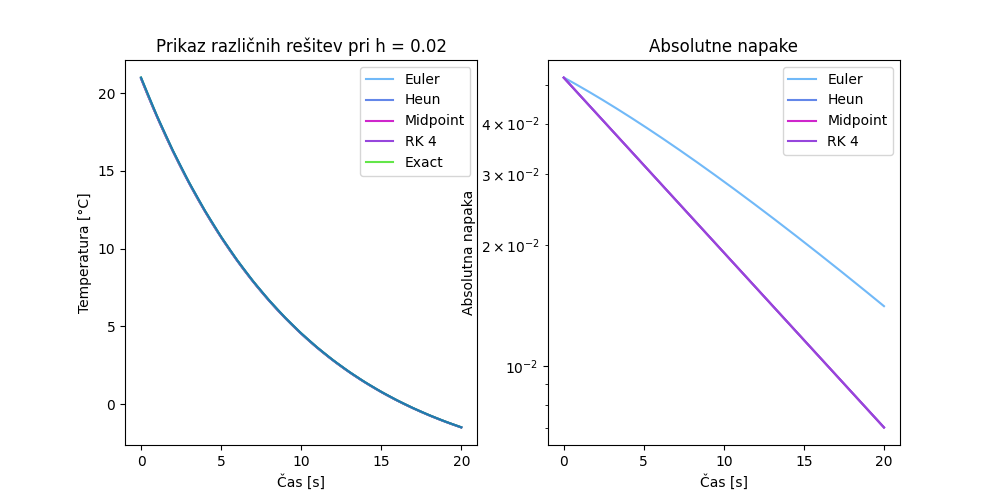 Prikaz različnih rešitev pri h = 0.02
Temperatura [°C]
20
15
10
5
0
0
5
10
15
20
Čas [s]
Euler
Heun
Midpoint
RK 4
Exact
Absolutne napake
Absolutna napaka
4 × 10⁻²
3 × 10⁻²
2 × 10⁻²
10⁻²
0
5
10
15
20
Čas [s]
Euler
Heun
Midpoint
RK 4